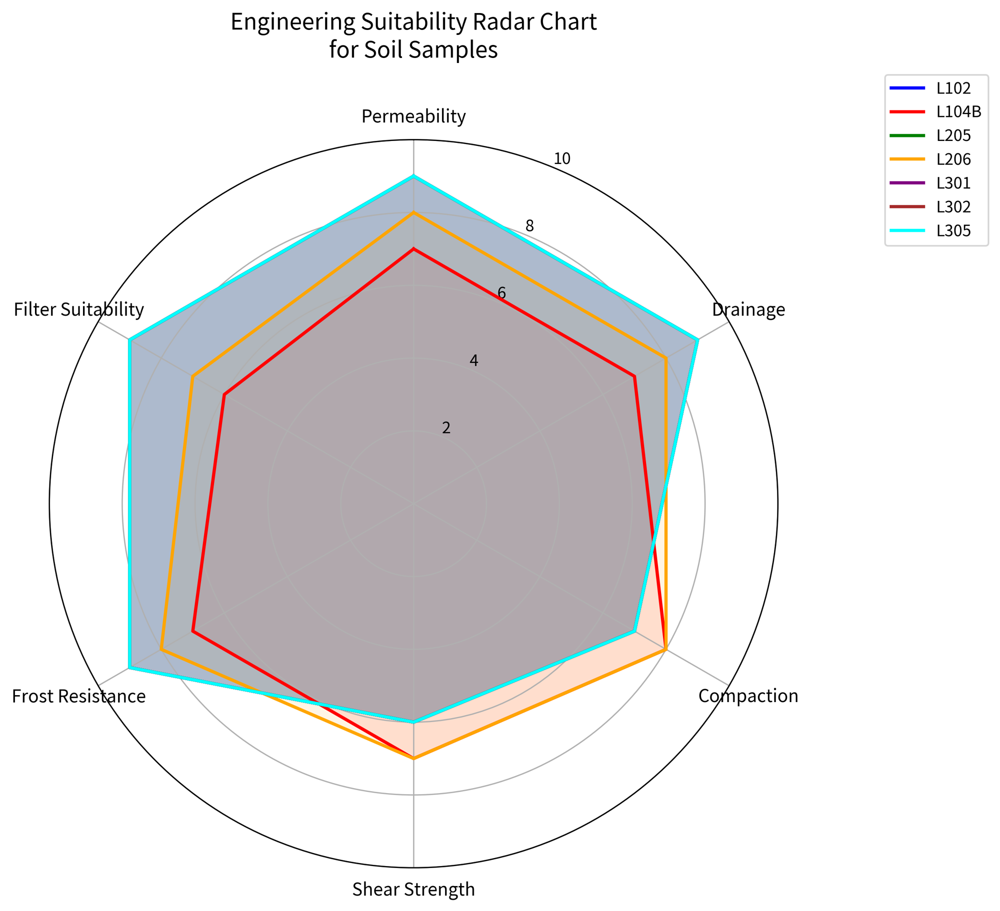 Engineering Suitability Radar Chart
for Soil Samples
L102
L104B
L205
L206
L301
L302
L305
Permeability
10
8
6
4
2
Filter Suitability
Drainage
Frost Resistance
Compaction
Shear Strength